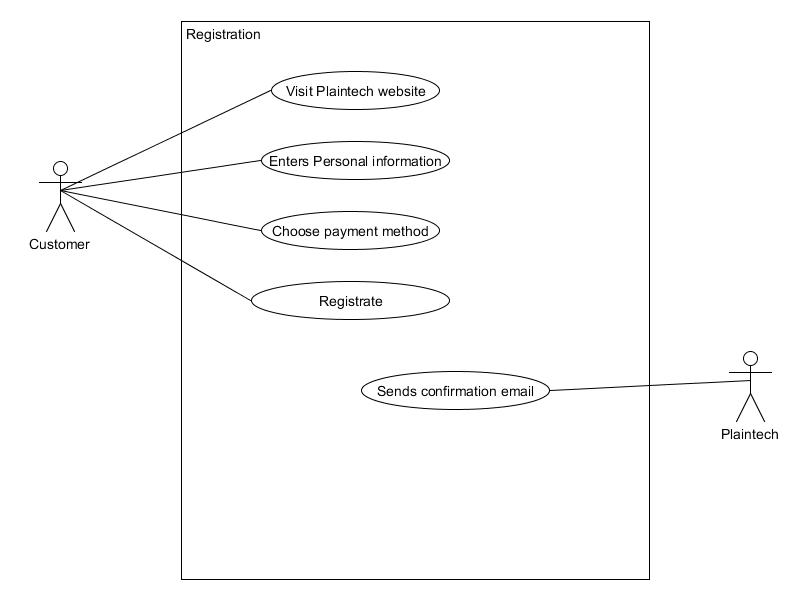 Registration
Visit Plaintech website
Enters Personal information
Choose payment method
Customer
Registrate
Sends confirmation email
Plaintech